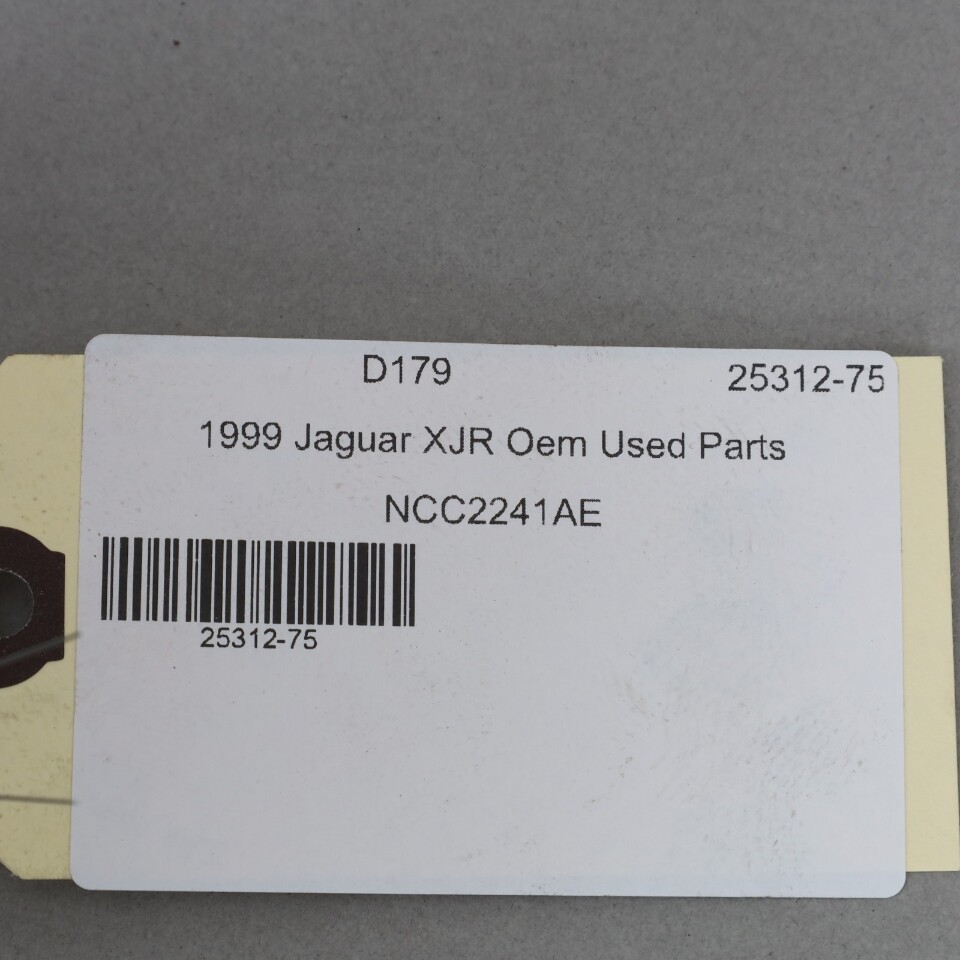 D179 25312-75
1999 Jaguar XJR Oem Used Parts
NCC2241AE
25312-75